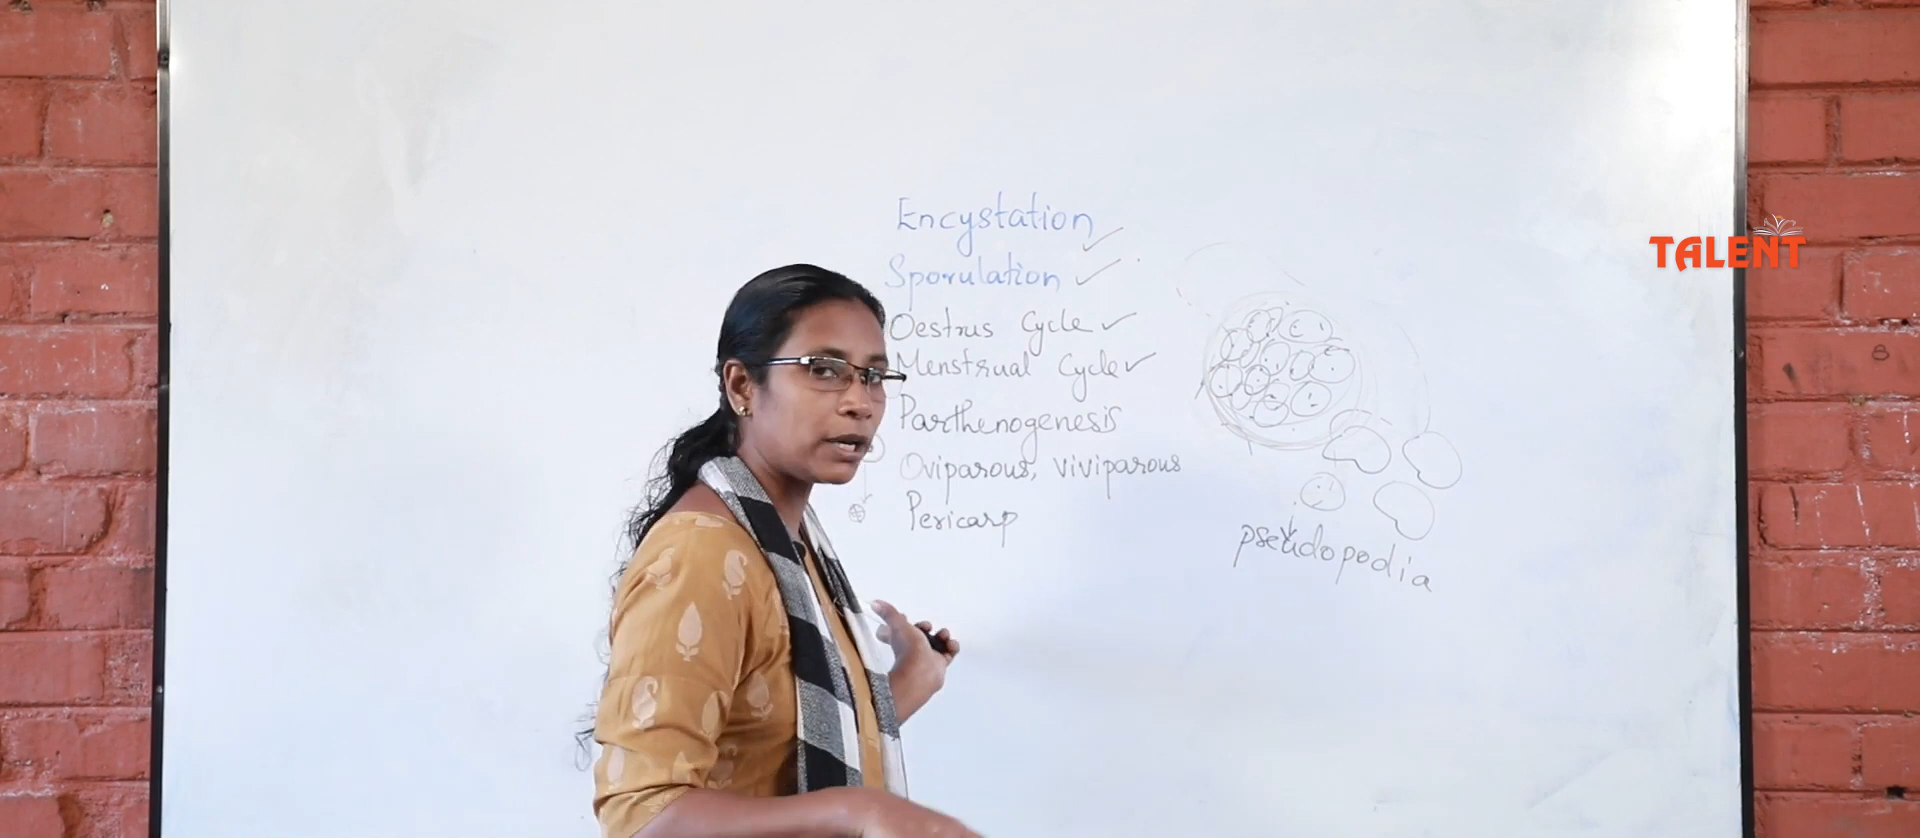 Encystation
Sporulation
Oestrus Cycle
Menstrual Cycle
Parthenogenesis
Oviparous, viviparous
Pericarp
pseudopodia
TALENT